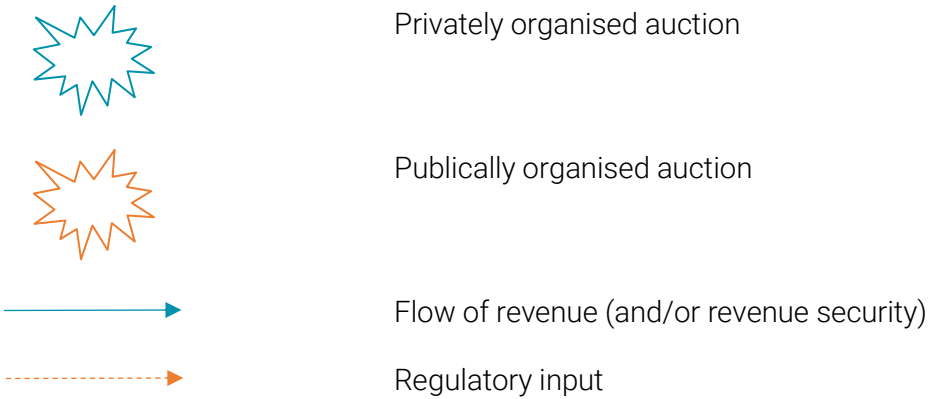 Privately organised auction
Publically organised auction
Flow of revenue (and/or revenue security)
Regulatory input